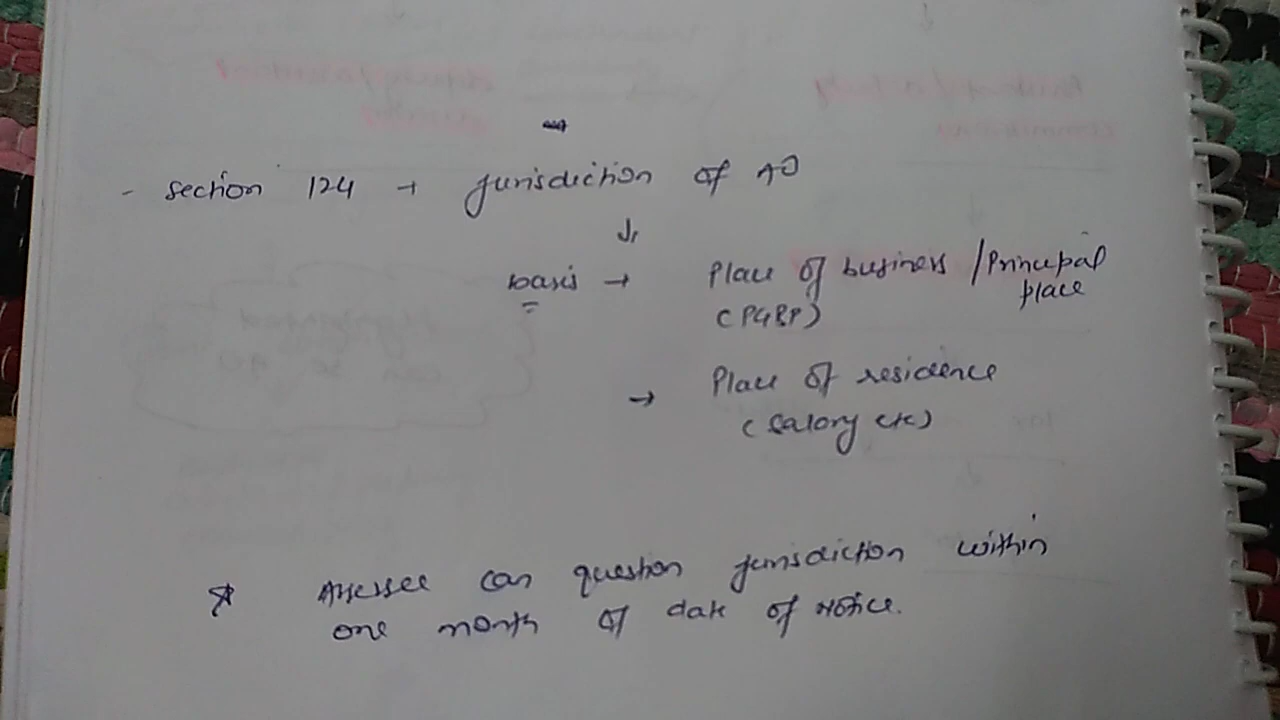 - Section 124 → Jurisdiction of AO
↓
basis → Place of business / Principal place
(PGBP)
→ Place of residence
(Salary etc)
* Assessee can question jurisdiction within
one month of date of notice.